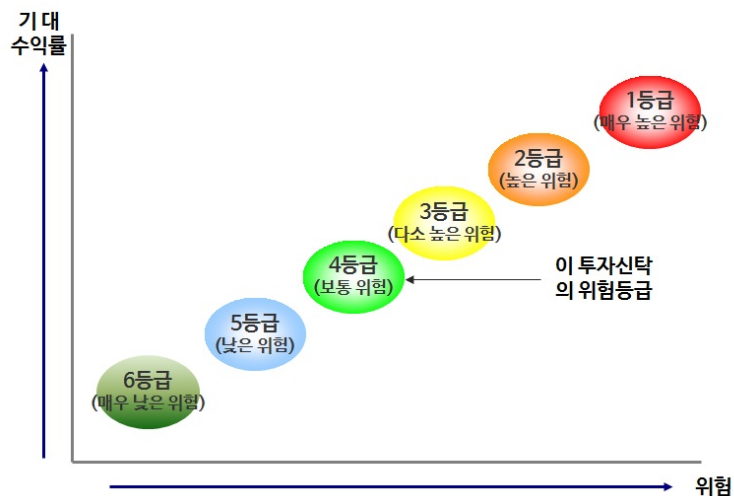 기 대
수익률
1등급
(매우 높은 위험)
2등급
(높은 위험)
3등급
(다소 높은 위험)
4등급
(보통 위험)
이 투자신탁
의 위험등급
5등급
(낮은 위험)
6등급
(매우 낮은 위험)
위험